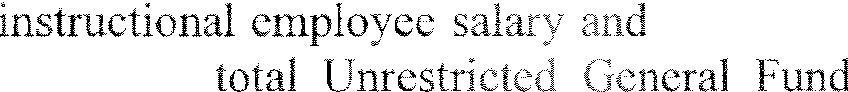 instructional employee salary and
total Unrestricted General Fund